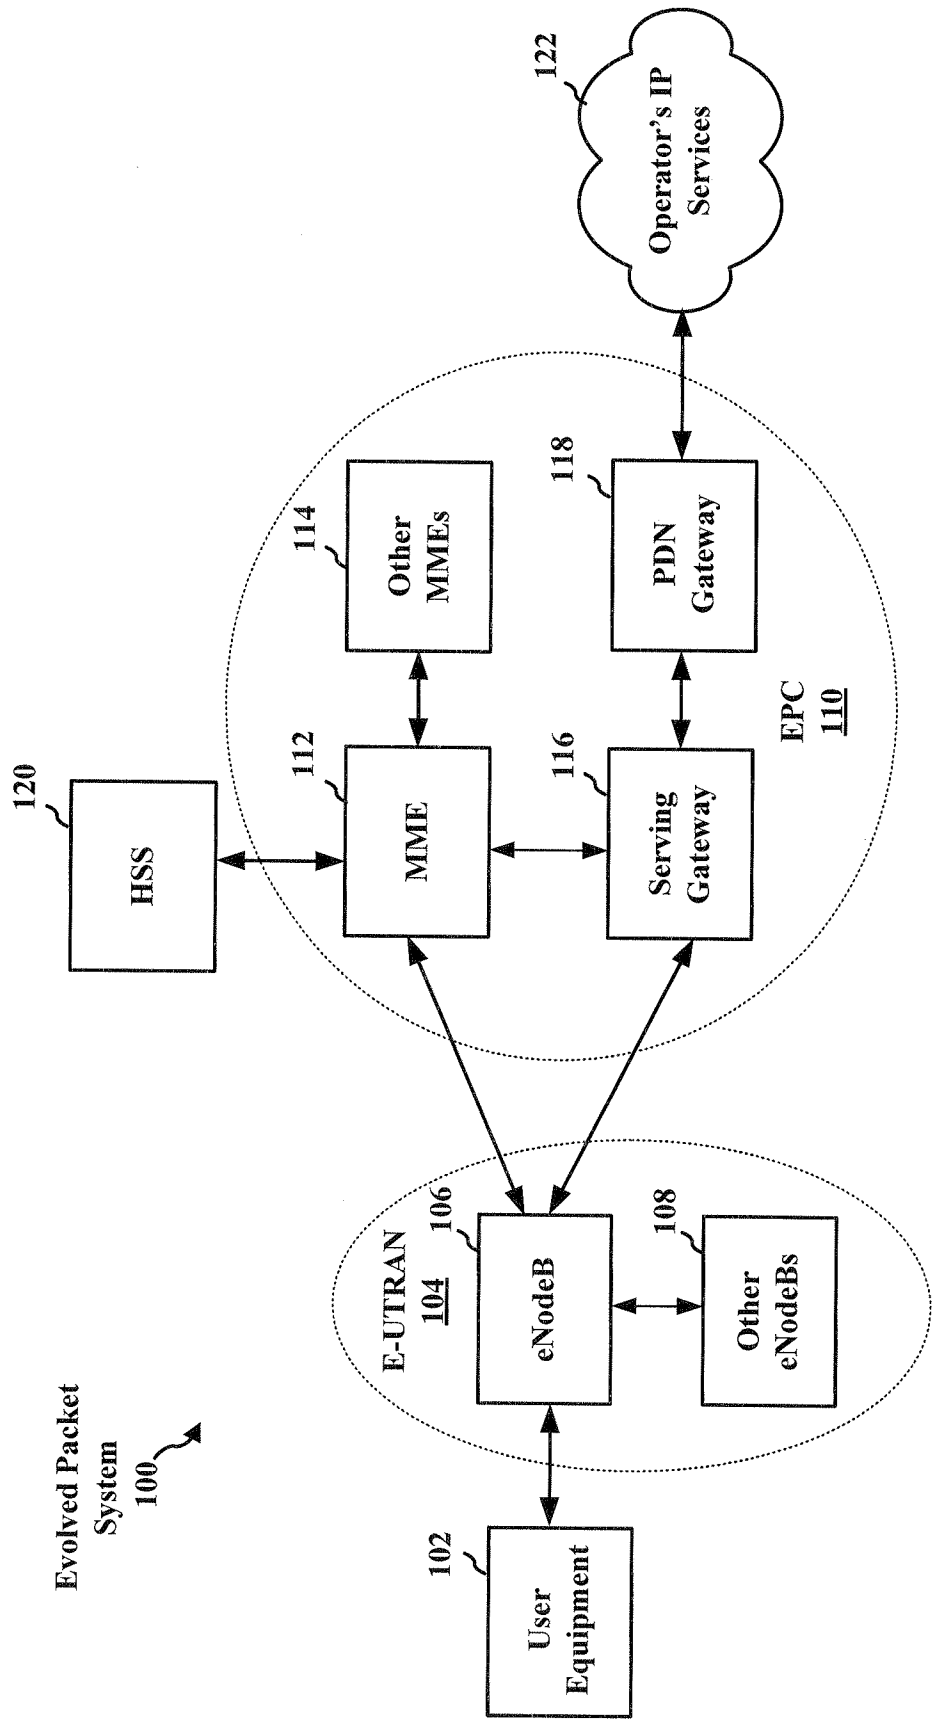 Evolved Packet
System
100
102
User
Equipment
E-UTRAN
104
106
eNodeB
108
Other
eNodeBs
120
HSS
112
MME
114
Other
MMEs
116
Serving
Gateway
118
PDN
Gateway
EPC
110
122
Operator's IP
Services